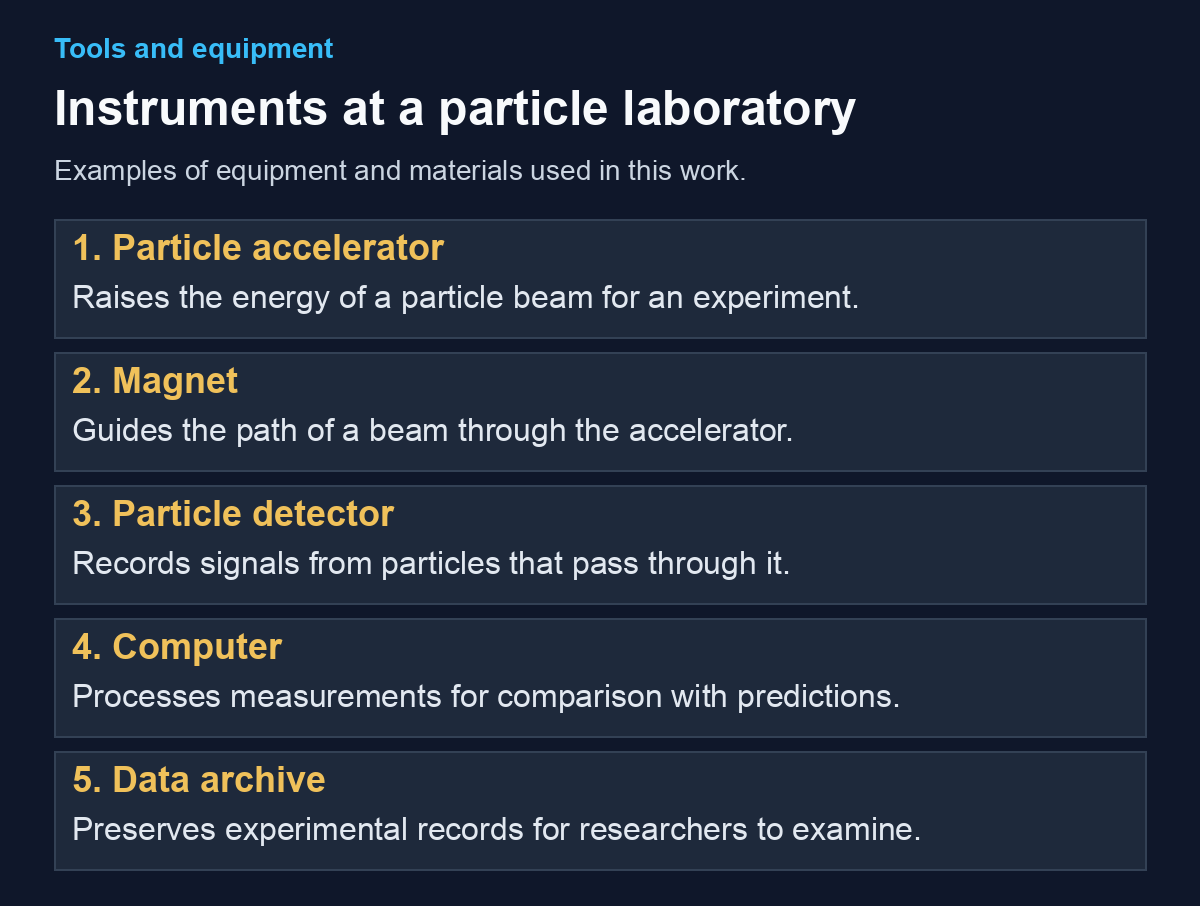 Tools and equipment
Instruments at a particle laboratory
Examples of equipment and materials used in this work.
1. Particle accelerator
Raises the energy of a particle beam for an experiment.
2. Magnet
Guides the path of a beam through the accelerator.
3. Particle detector
Records signals from particles that pass through it.
4. Computer
Processes measurements for comparison with predictions.
5. Data archive
Preserves experimental records for researchers to examine.